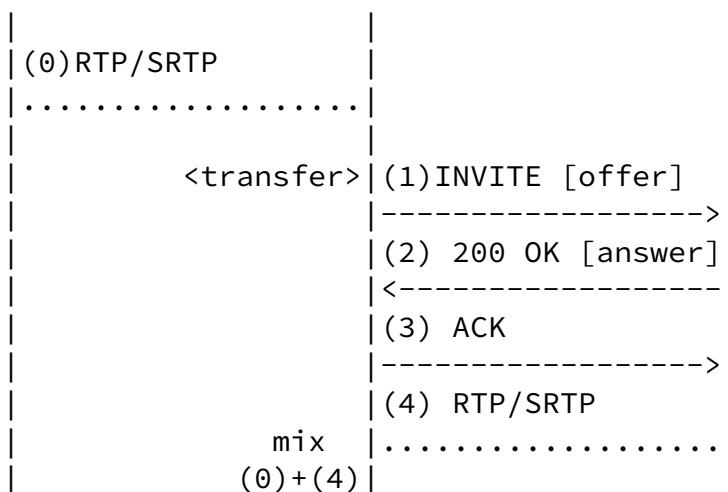 |                    |
|(0)RTP/SRTP         |
|...................|
|                    |
|          <transfer>|(1)INVITE [offer]
|                    |------------------>
|                    |(2) 200 OK [answer]
|                    |<------------------
|                    |(3) ACK
|                    |------------------>
|                    |(4) RTP/SRTP
|               mix  |...................
|             (0)+(4)|